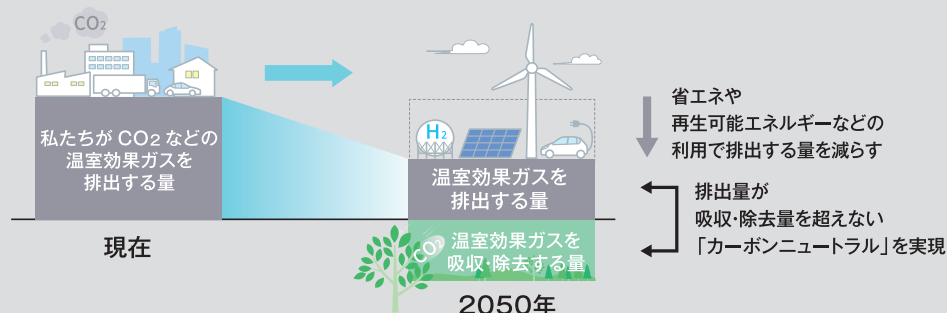 CO2
私たちが CO2 などの
温室効果ガスを
排出する量
現在
H2
温室効果ガスを
排出する量
CO2
温室効果ガスを
吸収・除去する量
2050年
省エネや
再生可能エネルギーなどの
利用で排出する量を減らす
排出量が
吸収・除去量を超えない
「カーボンニュートラル」を実現